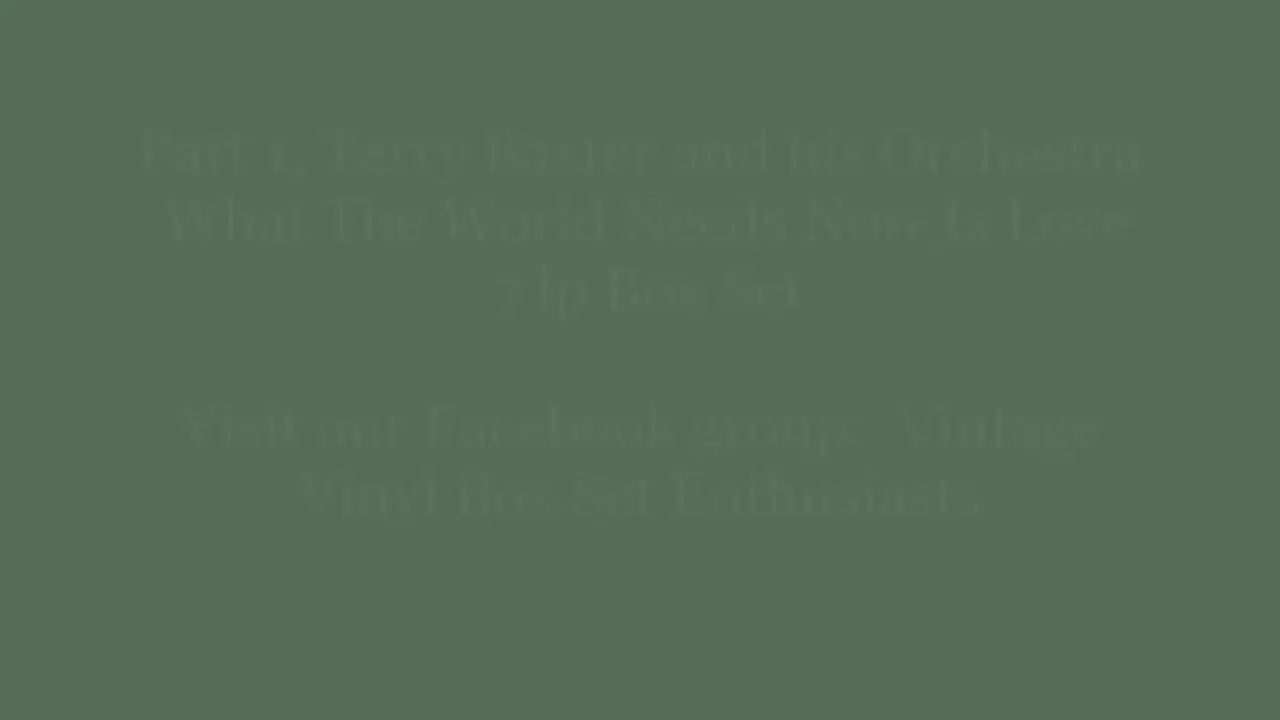 Part 1, Terry Baxter and his Orchestra
What The World Needs Now Is Love
7 lp Box Set
Visit our Facebook group: Vintage
Vinyl Box Set Enthusiasts